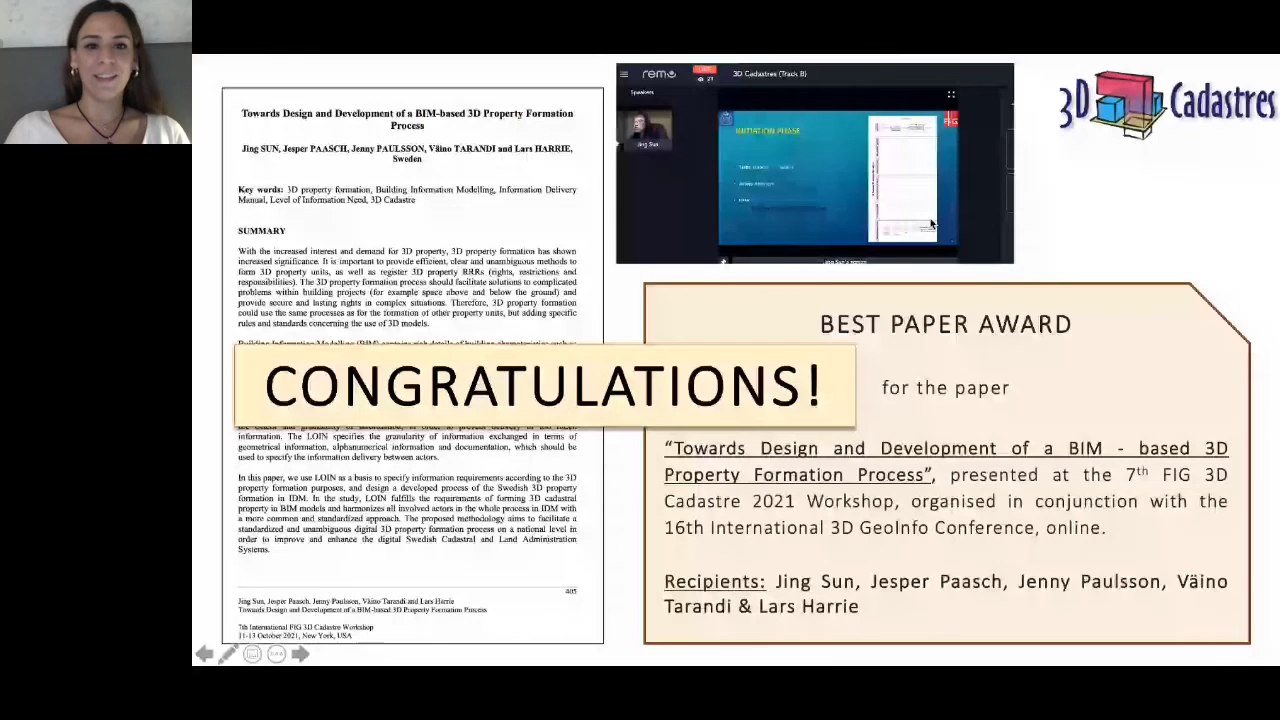 Towards Design and Development of a BIM-based 3D Property Formation
Process
Jing SUN, Jesper PAASCH, Jenny PAULSSON, Väino TARANDI and Lars HARRIE,
Sweden
Key words: 3D property formation, Building Information Modelling, Information Delivery
Manual, Level of Information Need, 3D Cadastre
SUMMARY
With the increased interest and demand for 3D property, 3D property formation has shown
increased significance. It is important to provide efficient, clear and unambiguous methods to
form 3D property units, as well as register 3D property RRRs (rights, restrictions and
responsibilities). The 3D property formation process should facilitate solutions to complicated
problems within building projects (for example space above and below the ground) and
provide secure and lasting rights in complex situations. Therefore, 3D property formation
could use the same processes as for the formation of other property units, but adding specific
rules and standards concerning the use of 3D models.
CONGRATULATIONS!
information. The LOIN specifies the granularity of information exchanged in terms of
geometrical information, alphanumerical information and documentation, which should be
used to specify the information delivery between actors.
In this paper, we use LOIN as a basis to specify information requirements according to the 3D
property formation purposes, and design a developed process of the Swedish 3D property
formation in IDM. In the study, LOIN fulfills the requirements of forming 3D cadastral
property in BIM models and harmonizes all involved actors in the whole process in IDM with
a more common and standardized approach. The proposed methodology aims to facilitate a
standardized and unambiguous digital 3D property formation process on a national level in
order to improve and enhance the digital Swedish Cadastral and Land Administration
Systems.
405
Jing Sun, Jesper Paasch, Jenny Paulsson, Väino Tarandi and Lars Harrie
Towards Design and Development of a BIM-based 3D Property Formation Process
7th International FIG 3D Cadastre Workshop
11-13 October 2021, New York, USA
remo
3D Cadastres (Track B)
Speakers
Jing Sun
INITIATION PHASE
FIG
3D Cadastres
BEST PAPER AWARD
for the paper
“Towards Design and Development of a BIM - based 3D
Property Formation Process”, presented at the 7th FIG 3D
Cadastre 2021 Workshop, organised in conjunction with the
16th International 3D GeoInfo Conference, online.
Recipients: Jing Sun, Jesper Paasch, Jenny Paulsson, Väino
Tarandi & Lars Harrie